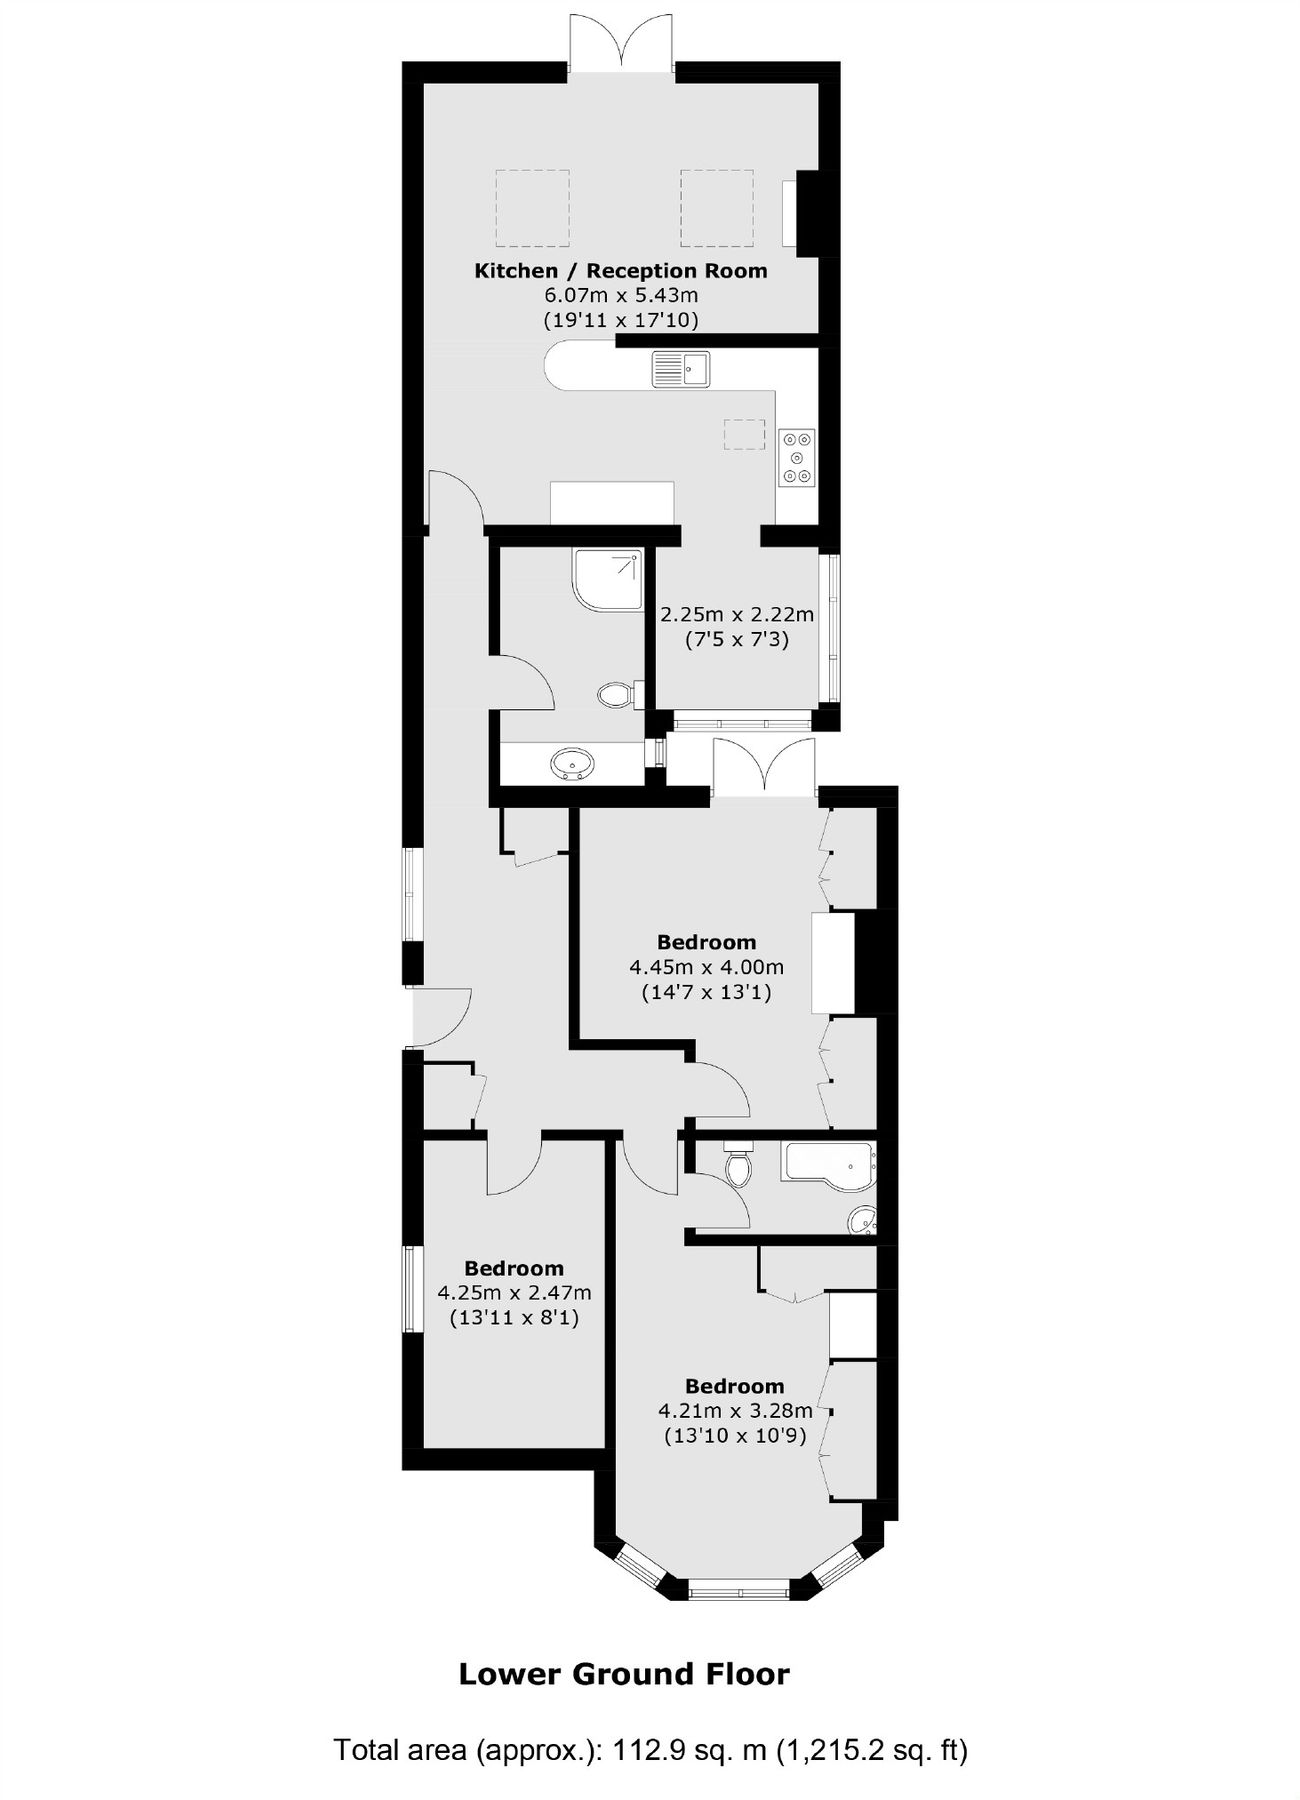 Kitchen / Reception Room
6.07m x 5.43m
(19'11 x 17'10)
2.25m x 2.22m
(7'5 x 7'3)
Bedroom
4.45m x 4.00m
(14'7 x 13'1)
Bedroom
4.25m x 2.47m
(13'11 x 8'1)
Bedroom
4.21m x 3.28m
(13'10 x 10'9)
Lower Ground Floor
Total area (approx.): 112.9 sq. m (1,215.2 sq. ft)